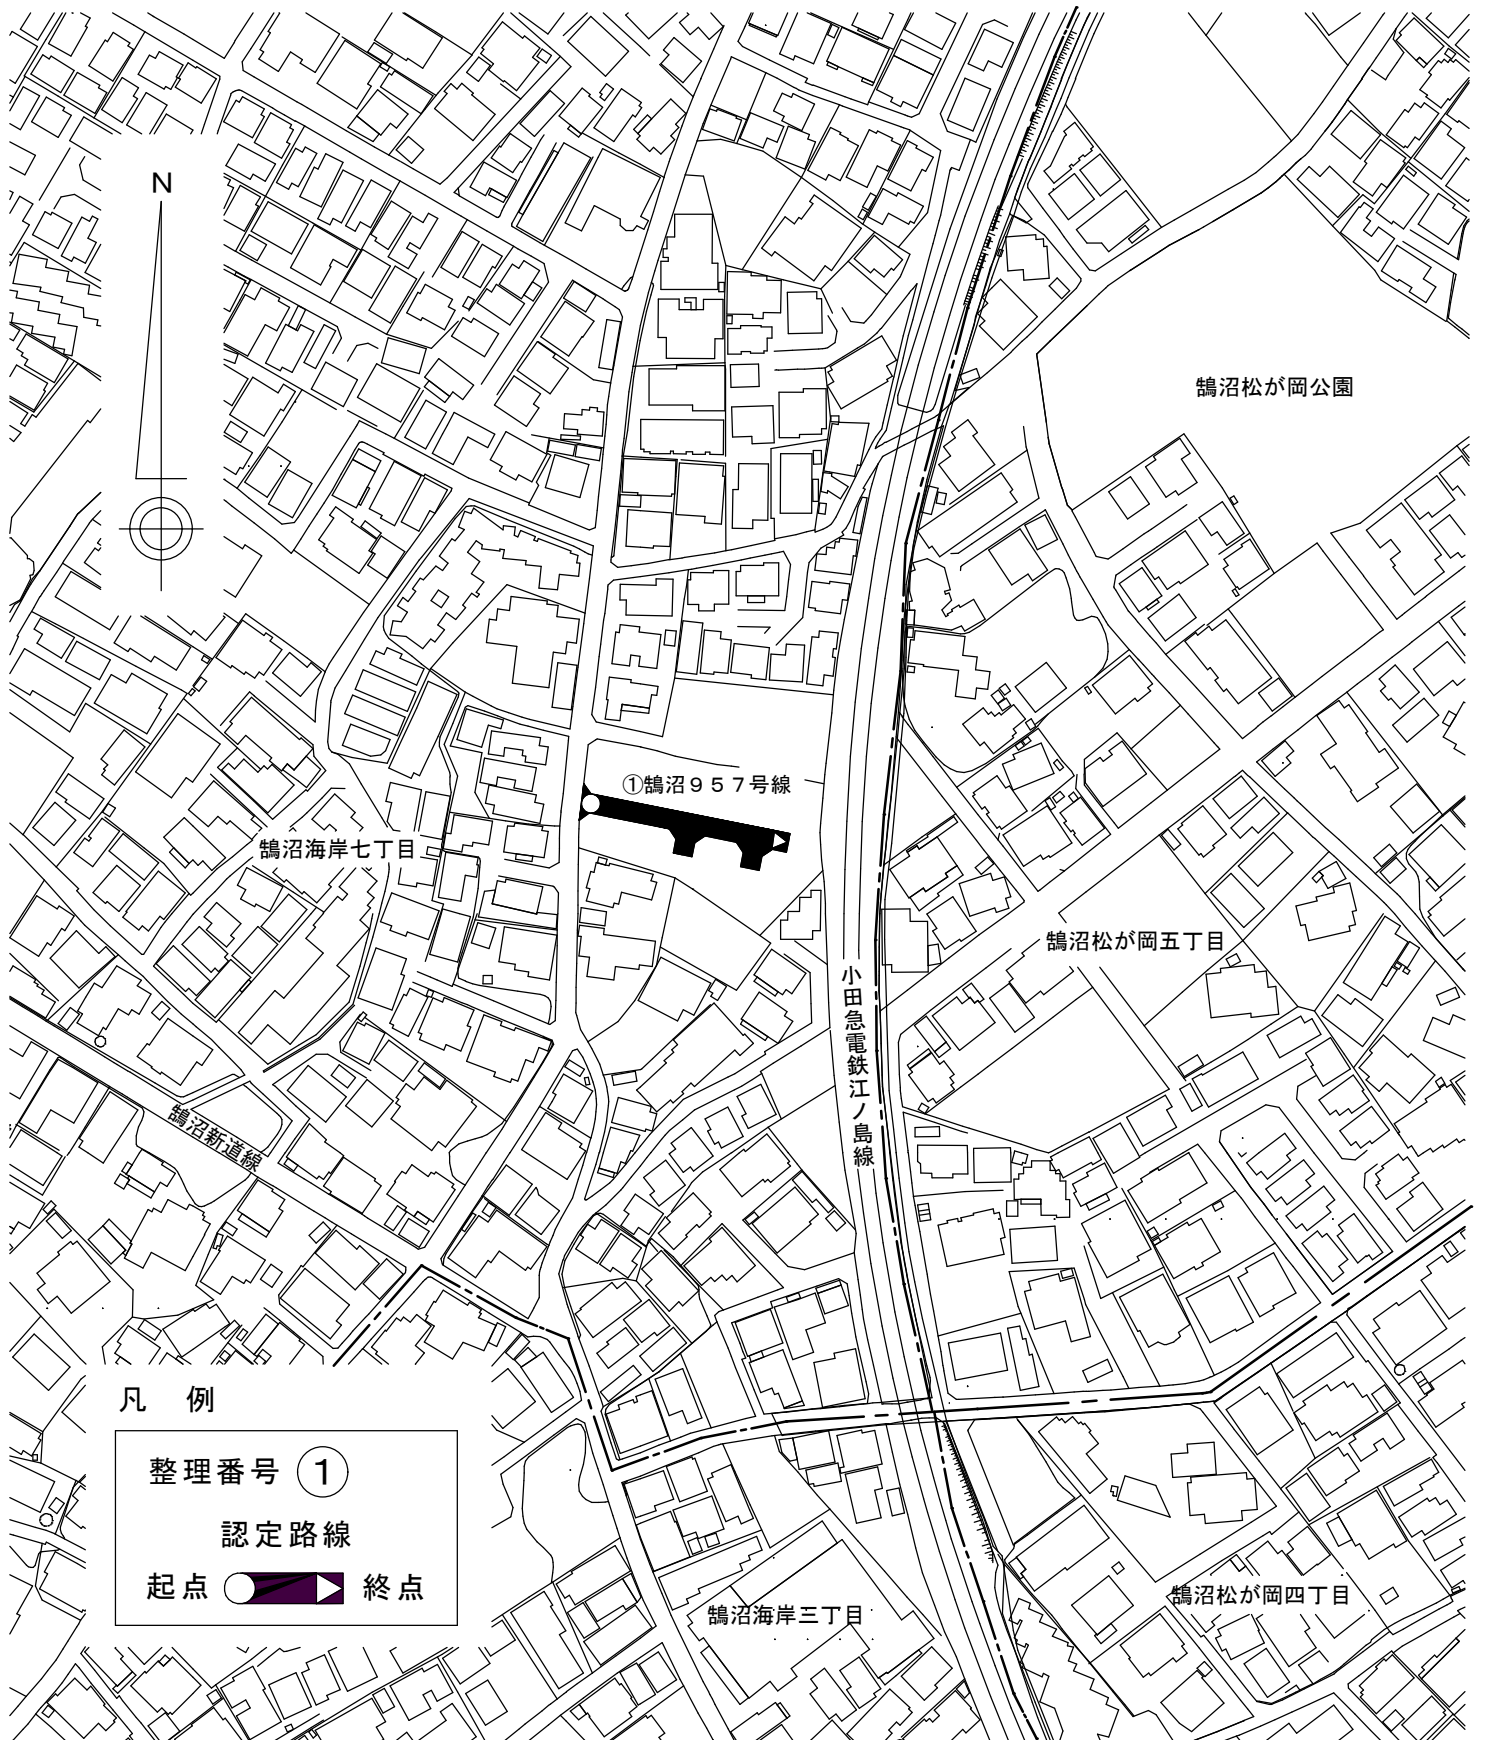 N
鵠沼松が岡公園
①鵠沼９５７号線
鵠沼海岸七丁目
鵠沼松が岡五丁目
小田急電鉄江ノ島線
鵠沼新道線
凡 例
整理番号 ①
認定路線
起点 終点
鵠沼松が岡四丁目
鵠沼海岸三丁目